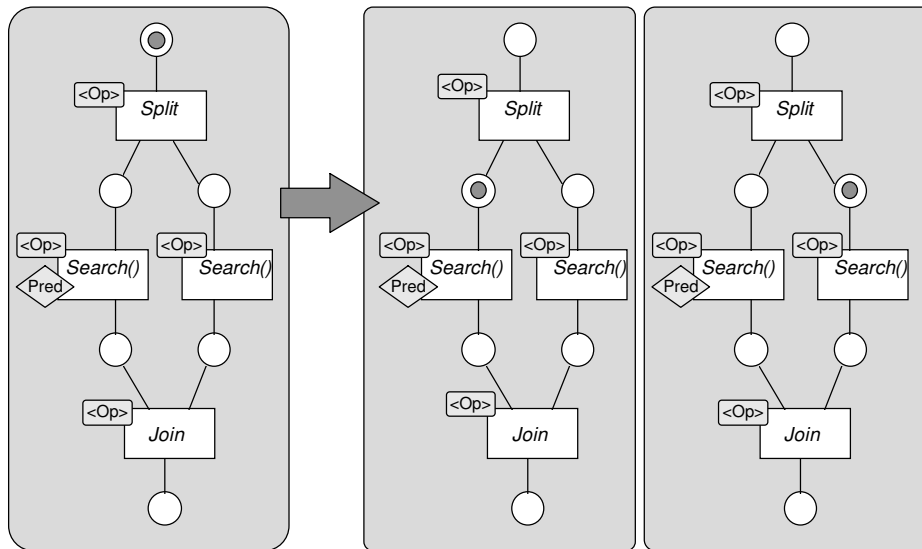 <Op>
Split
<Op>
Search()
Pred
<Op>
Search()
<Op>
Join
<Op>
Split
<Op>
Search()
Pred
<Op>
Search()
<Op>
Join
<Op>
Split
<Op>
Search()
Pred
<Op>
Search()
<Op>
Join